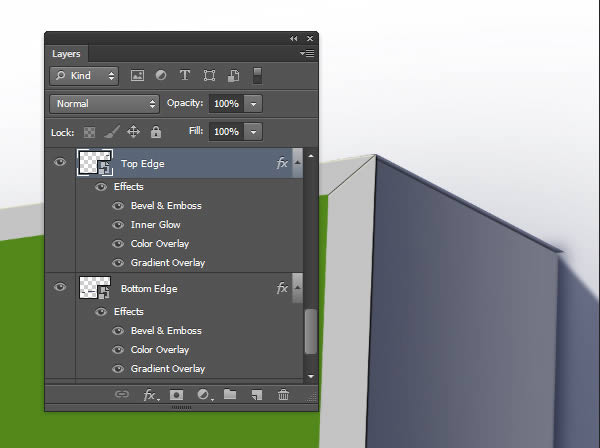 Layers
Kind T
Normal Opacity: 100%
Lock: Fill: 100%
Top Edge fx
Effects
Bevel & Emboss
Inner Glow
Color Overlay
Gradient Overlay
Bottom Edge fx
Effects
Bevel & Emboss
Color Overlay
Gradient Overlay
fx